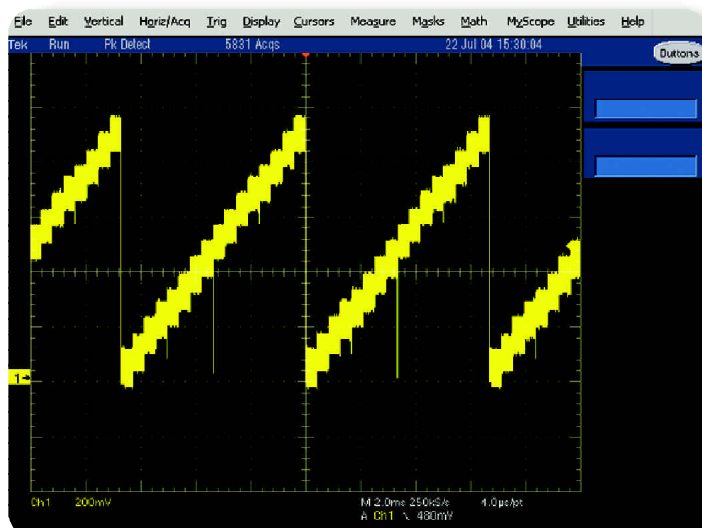 File Edit Vertical Horiz/Acq Trig Display Cursors Measure Masks Math MyScope Utilities Help
Tek Run Pk Detect 5831 Acqs 22 Jul 04 15:30:04
Buttons
1→
Ch1 200mV M 2.0ms 250kS/s 4.0µs/pt
A Ch1 \ 480mV